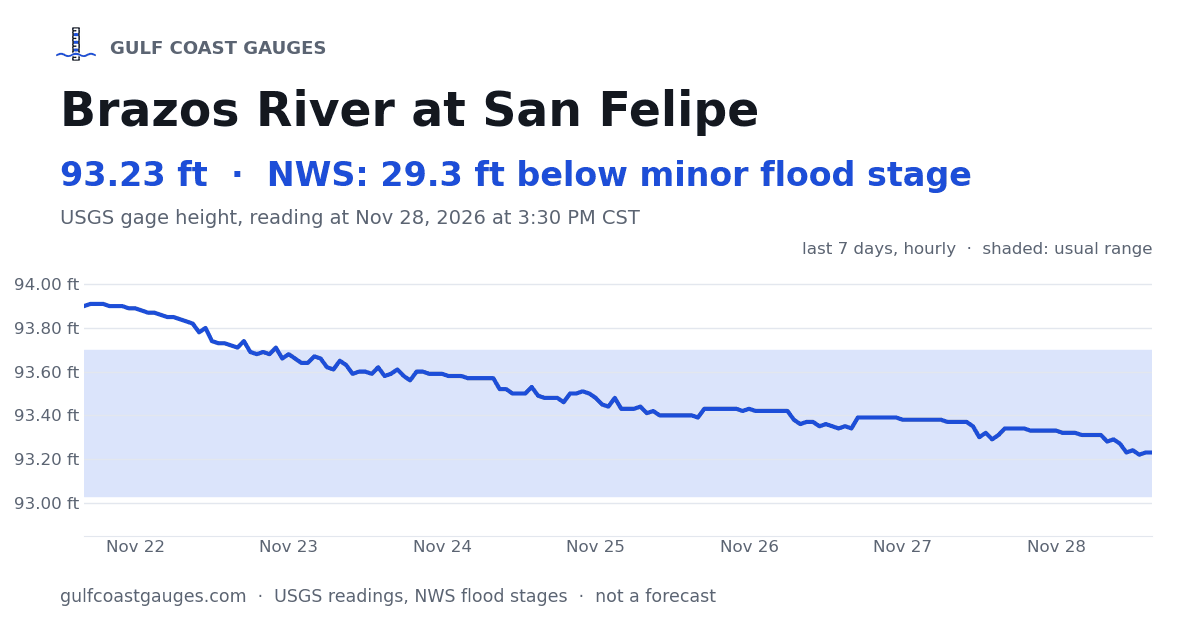 GULF COAST GAUGES
Brazos River at San Felipe
93.23 ft · NWS: 29.3 ft below minor flood stage
USGS gage height, reading at Nov 28, 2026 at 3:30 PM CST
last 7 days, hourly · shaded: usual range
94.00 ft
93.80 ft
93.60 ft
93.40 ft
93.20 ft
93.00 ft
Nov 22 Nov 23 Nov 24 Nov 25 Nov 26 Nov 27 Nov 28
gulfcoastgauges.com · USGS readings, NWS flood stages · not a forecast